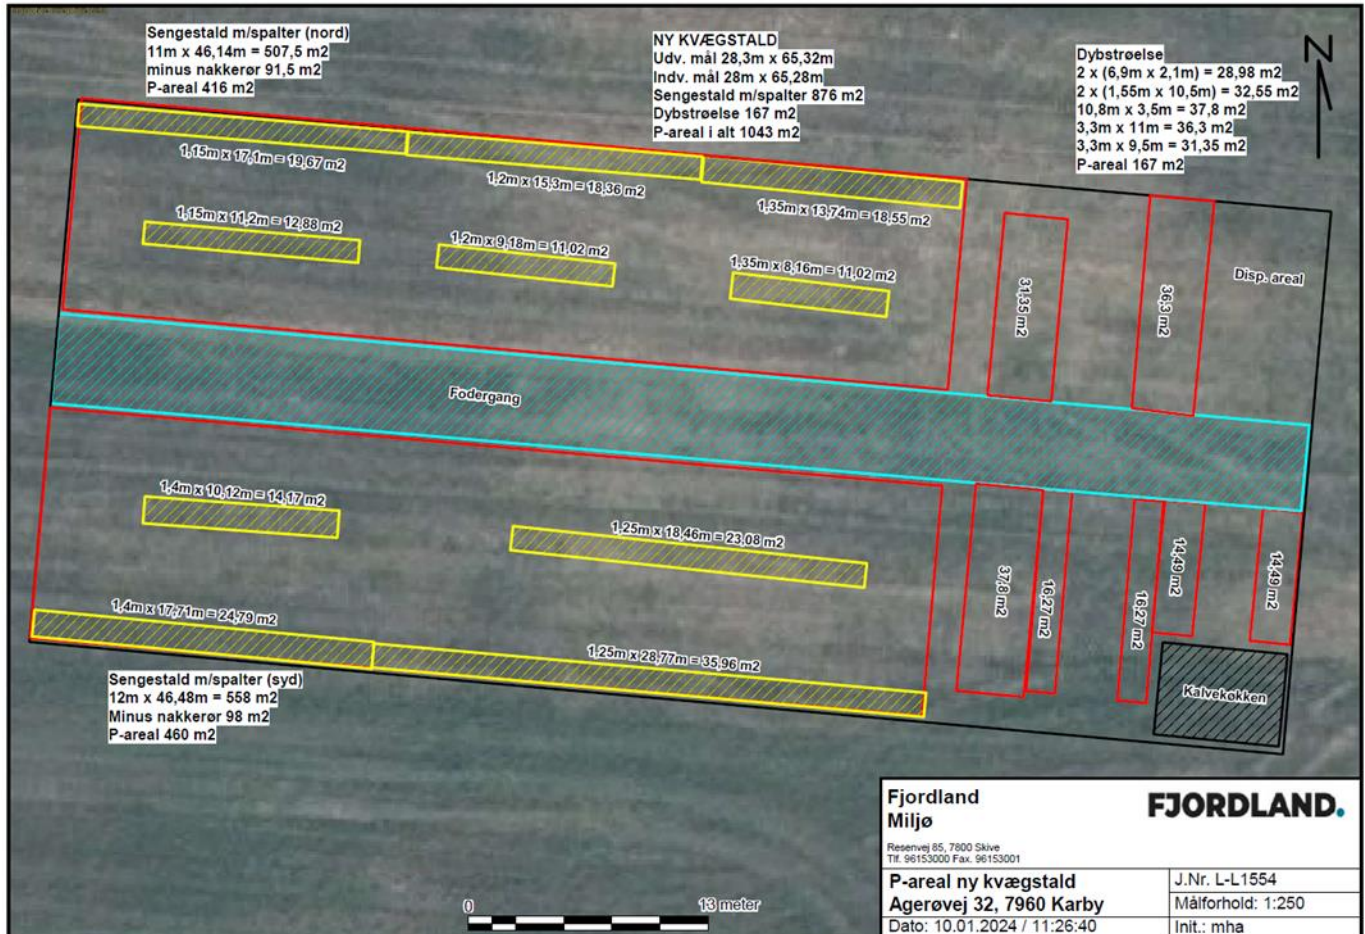 Sengestald m/spalter (nord)
11m x 46,14m = 507,5 m2
minus nakkerør 91,5 m2
P-areal 416 m2
NY KVÆGSTALD
Udv. mål 28,3m x 65,32m
Indv. mål 28m x 65,28m
Sengestald m/spalter 876 m2
Dybstrøelse 167 m2
P-areal i alt 1043 m2
Dybstrøelse
2 x (6,9m x 2,1m) = 28,98 m2
2 x (1,55m x 10,5m) = 32,55 m2
10,8m x 3,5m = 37,8 m2
3,3m x 11m = 36,3 m2
3,3m x 9,5m = 31,35 m2
P-areal 167 m2
N
1,15m x 17,1m = 19,67 m2
1,2m x 15,3m = 18,36 m2
1,35m x 13,74m = 18,55 m2
1,15m x 11,2m = 12,88 m2
1,2m x 9,18m = 11,02 m2
1,35m x 8,16m = 11,02 m2
31,35 m2
36,3 m2
Disp. areal
Fodergang
1,4m x 10,12m = 14,17 m2
1,25m x 18,46m = 23,08 m2
37,8 m2
16,27 m2
16,27 m2
14,49 m2
14,49 m2
1,4m x 17,71m = 24,79 m2
1,25m x 28,77m = 35,96 m2
Kalvekøkken
Sengestald m/spalter (syd)
12m x 46,48m = 558 m2
Minus nakkerør 98 m2
P-areal 460 m2
0 13 meter
Fjordland
Miljø
FJORDLAND.
Resenvej 85, 7800 Skive
Tlf. 96153000 Fax. 96153001
P-areal ny kvægstald
Agerøvej 32, 7960 Karby
Dato: 10.01.2024 / 11:26:40
J.Nr. L-L1554
Målforhold: 1:250
Init.: mha